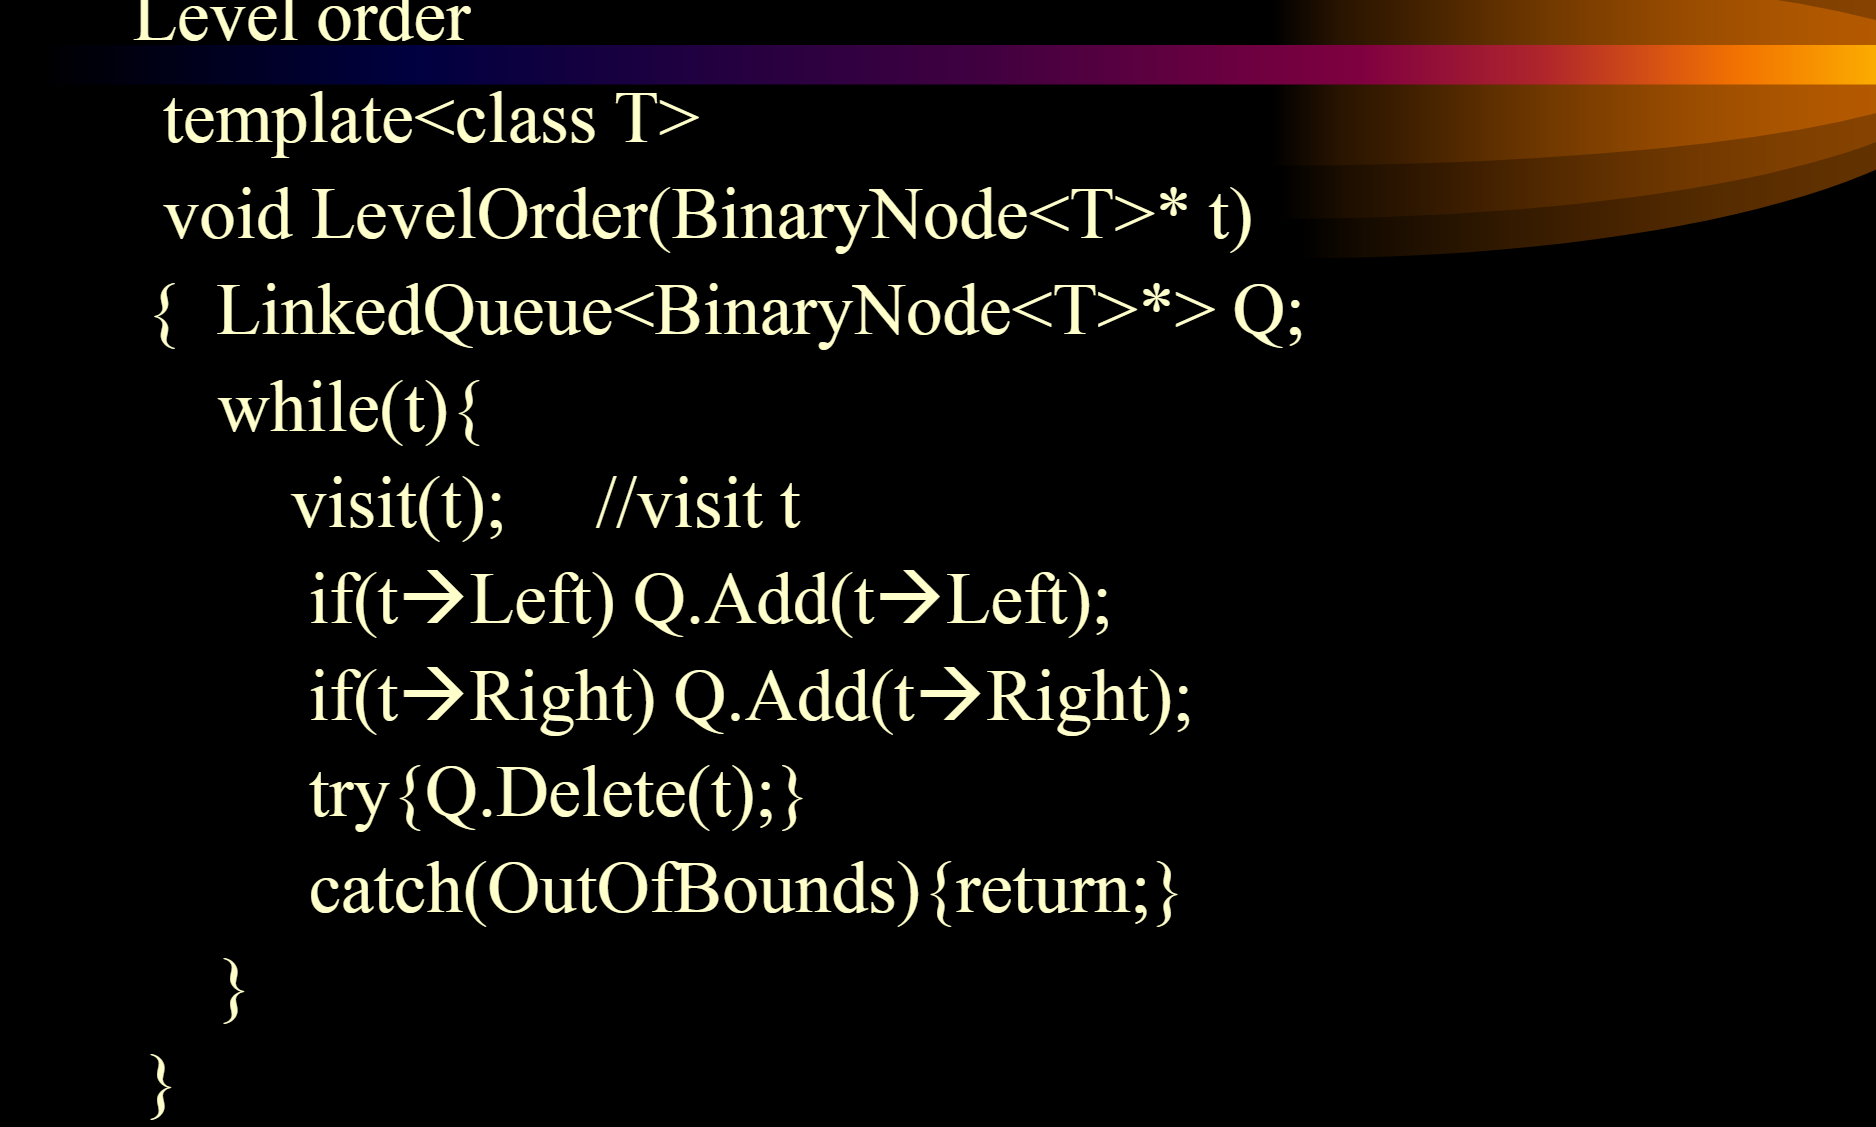 Level order
template<class T>
void LevelOrder(BinaryNode<T>* t)
{ LinkedQueue<BinaryNode<T>*> Q;
while(t){
visit(t); //visit t
if(t→Left) Q.Add(t→Left);
if(t→Right) Q.Add(t→Right);
try{Q.Delete(t);}
catch(OutOfBounds){return;}
}
}